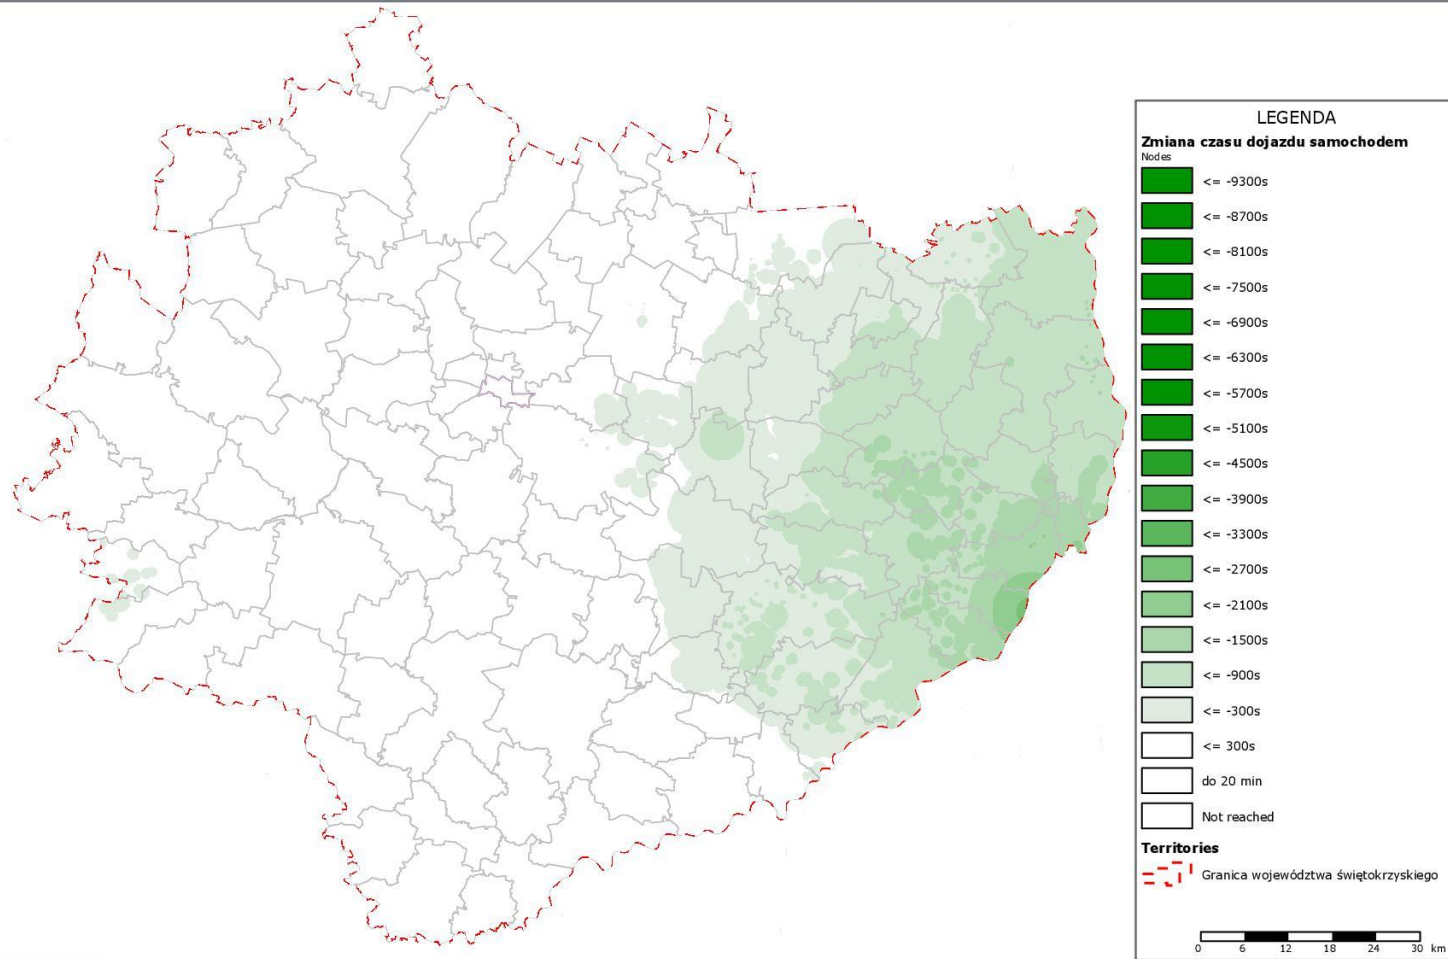 LEGENDA
Zmiana czasu dojazdu samochodem
Nodes
<= -9300s
<= -8700s
<= -8100s
<= -7500s
<= -6900s
<= -6300s
<= -5700s
<= -5100s
<= -4500s
<= -3900s
<= -3300s
<= -2700s
<= -2100s
<= -1500s
<= -900s
<= -300s
<= 300s
do 20 min
Not reached
Territories
Granica województwa świętokrzyskiego
0 6 12 18 24 30 km